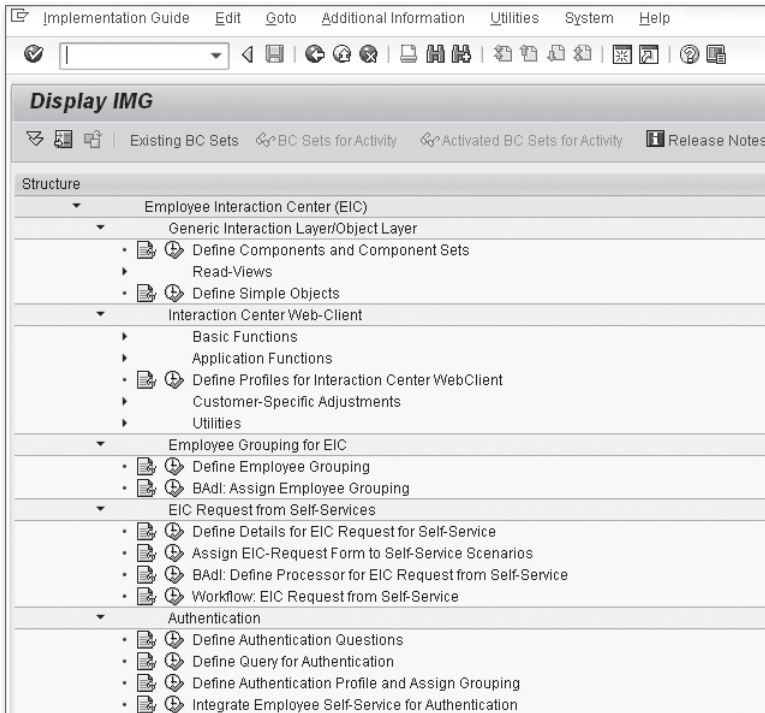 Implementation Guide Edit Goto Additional Information Utilities System Help
Display IMG
Existing BC Sets BC Sets for Activity Activated BC Sets for Activity Release Notes
Structure
Employee Interaction Center (EIC)
Generic Interaction Layer/Object Layer
Define Components and Component Sets
Read-Views
Define Simple Objects
Interaction Center Web-Client
Basic Functions
Application Functions
Define Profiles for Interaction Center WebClient
Customer-Specific Adjustments
Utilities
Employee Grouping for EIC
Define Employee Grouping
BAdI: Assign Employee Grouping
EIC Request from Self-Services
Define Details for EIC Request for Self-Service
Assign EIC-Request Form to Self-Service Scenarios
BAdI: Define Processor for EIC Request from Self-Service
Workflow: EIC Request from Self-Service
Authentication
Define Authentication Questions
Define Query for Authentication
Define Authentication Profile and Assign Grouping
Integrate Employee Self-Service for Authentication